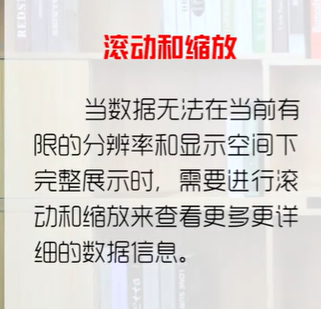 滚动和缩放
当数据无法在当前有
限的分辨率和显示空间下
完整展示时，需要进行滚
动和缩放来查看更多更详
细的数据信息。